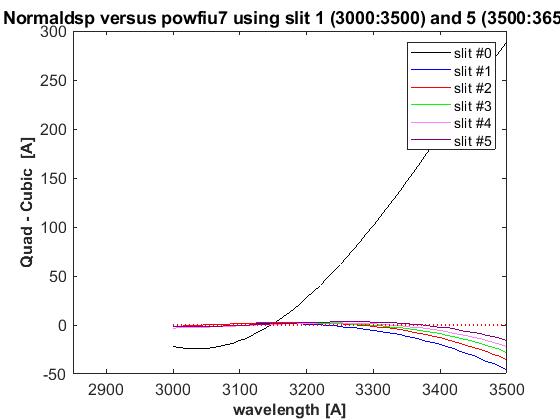 Normaldsp versus powfiu7 using slit 1 (3000:3500) and 5 (3500:365
300
250
200
150
100
50
0
-50
Quad - Cubic [A]
slit #0
slit #1
slit #2
slit #3
slit #4
slit #5
2900 3000 3100 3200 3300 3400 3500
wavelength [A]